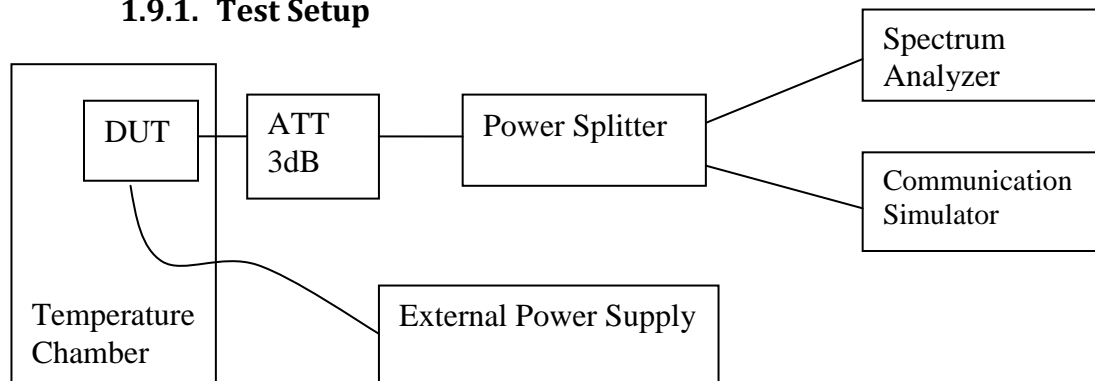 1.9.1. Test Setup
Spectrum
Analyzer
DUT
ATT
3dB
Power Splitter
Communication
Simulator
Temperature
Chamber
External Power Supply